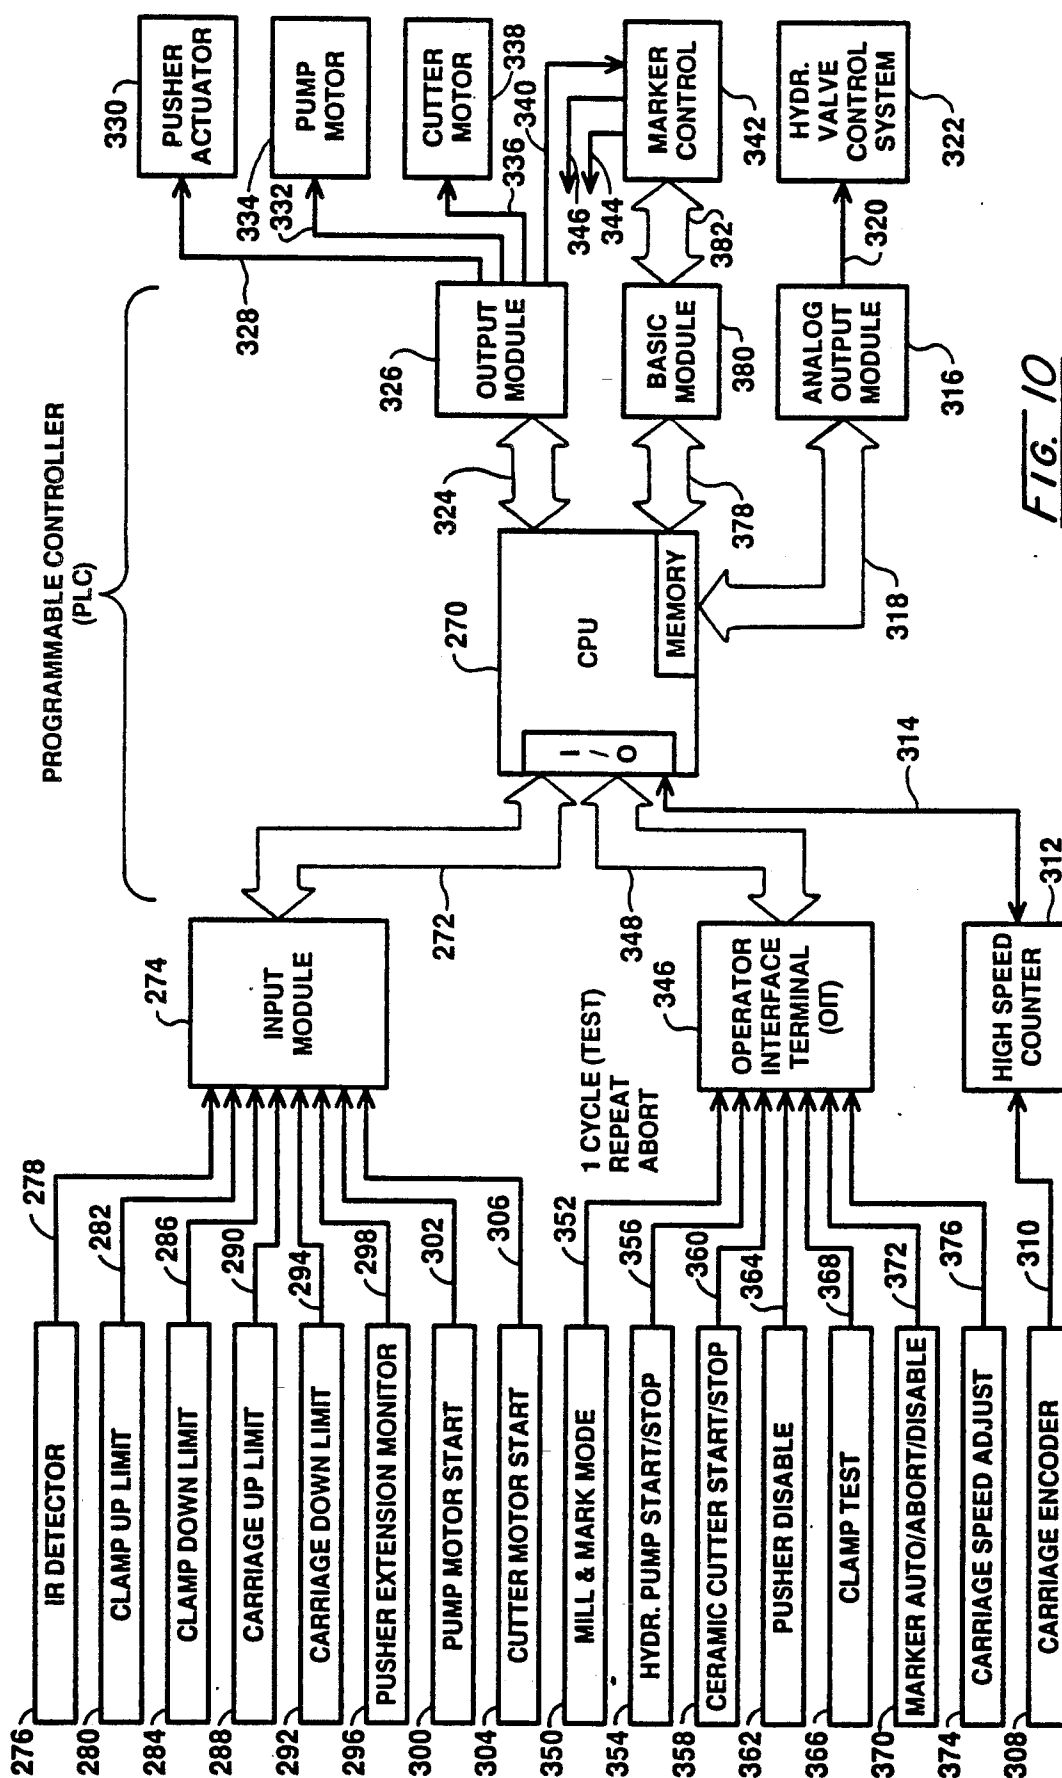 PROGRAMMABLE CONTROLLER
(PLC)
276
IR DETECTOR
278
280
CLAMP UP LIMIT
282
284
CLAMP DOWN LIMIT
286
288
CARRIAGE UP LIMIT
290
292
CARRIAGE DOWN LIMIT
294
296
PUSHER EXTENSION MONITOR
298
300
PUMP MOTOR START
302
304
CUTTER MOTOR START
306
350
MILL & MARK MODE
352
1 CYCLE (TEST)
REPEAT
ABORT
354
HYDR. PUMP START/STOP
356
358
CERAMIC CUTTER START/STOP
360
362
PUSHER DISABLE
364
366
CLAMP TEST
368
370
MARKER AUTO/ABORT/DISABLE
372
374
CARRIAGE SPEED ADJUST
376
308
CARRIAGE ENCODER
310
274
INPUT
MODULE
272
346
OPERATOR
INTERFACE
TERMINAL
(OIT)
348
HIGH SPEED
COUNTER
312
314
270
CPU
I/O
MEMORY
324
378
318
326
OUTPUT
MODULE
BASIC
MODULE
380
ANALOG
OUTPUT
MODULE
316
328
330
PUSHER
ACTUATOR
332
334
PUMP
MOTOR
336
CUTTER
MOTOR
338
340
346
344
382
MARKER
CONTROL
342
320
HYDR.
VALVE
CONTROL
SYSTEM
322
FIG. 10